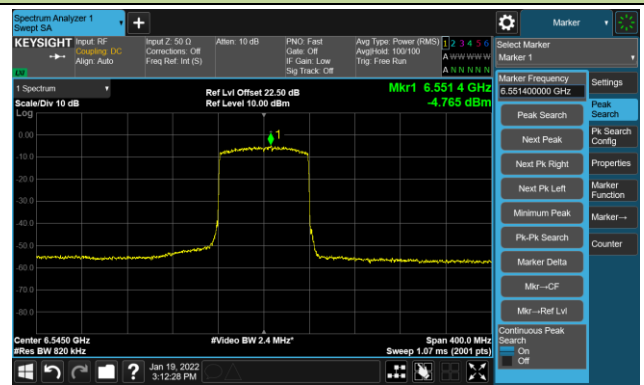 Spectrum Analyzer 1
Swept SA
Marker
KEYSIGHT
Input: RF
Coupling: DC
Align: Auto
Input Z: 50 Ω
Corrections: Off
Freq Ref: Int (S)
Atten: 10 dB
PNO: Fast
Gate: Off
IF Gain: Low
Sig Track: Off
Avg Type: Power (RMS)
Avg|Hold: 100/100
Trig: Free Run
1 2 3 4 5 6
A W W W W W
A N N N N N
LU
Select Marker
Marker 1
1 Spectrum
Scale/Div 10 dB
Log
Ref Lvl Offset 22.50 dB
Ref Level 10.00 dBm
Mkr1 6.551 4 GHz
-4.765 dBm
1
0.00
-10.0
-20.0
-30.0
-40.0
-50.0
-60.0
-70.0
-80.0
Center 6.5450 GHz
#Res BW 820 kHz
#Video BW 2.4 MHz*
Span 400.0 MHz
Sweep 1.07 ms (2001 pts)
Marker Frequency
6.551400000 GHz
Peak Search
Next Peak
Next Pk Right
Next Pk Left
Minimum Peak
Pk-Pk Search
Marker Delta
Mkr→CF
Mkr→Ref Lvl
Continuous Peak
Search
On
Off
Settings
Peak
Search
Pk Search
Config
Properties
Marker
Function
Marker→
Counter
?
Jan 19, 2022
3:12:28 PM